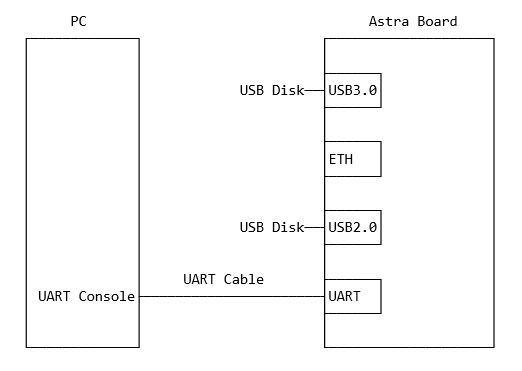 PC
Astra Board
USB Disk
USB3.0
ETH
USB Disk
USB2.0
UART Cable
UART Console
UART